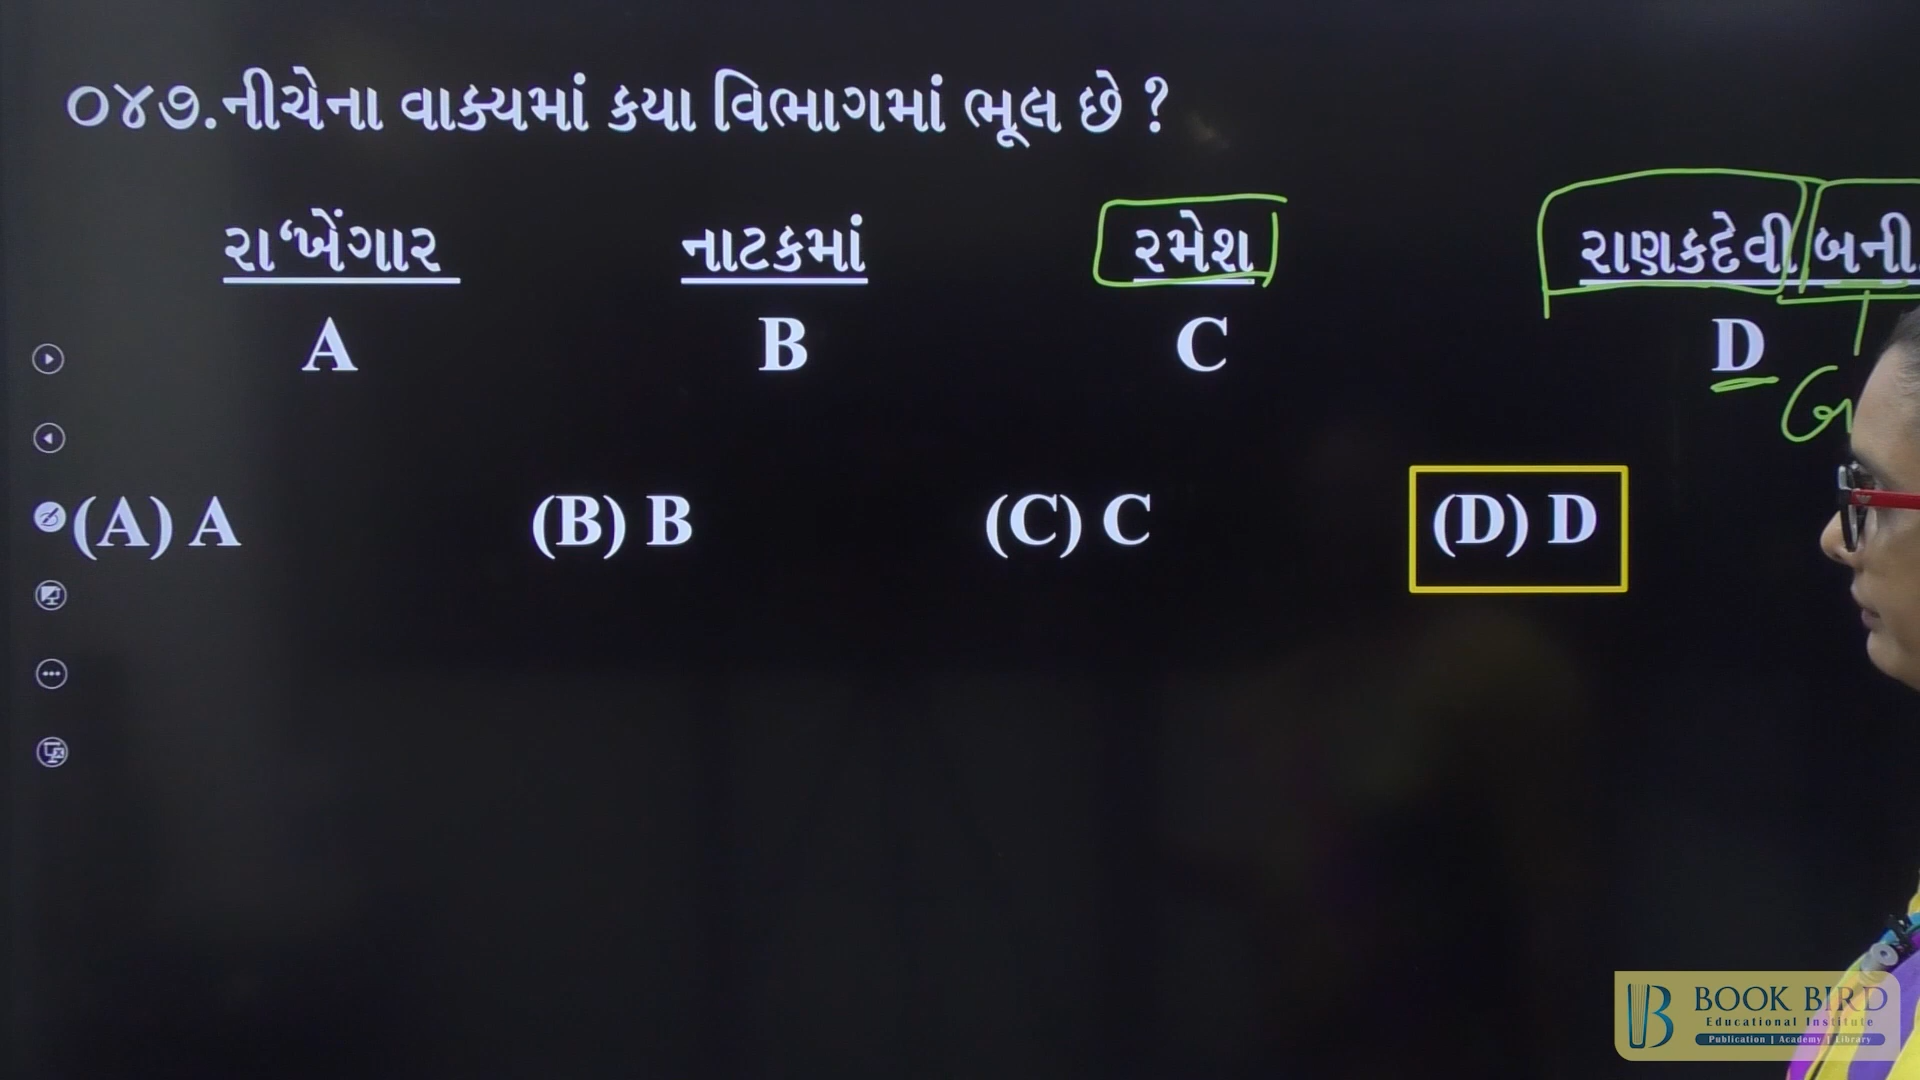 ૦૪૭.નીચેના વાક્યમાં કયા વિભાગમાં ભૂલ છે ?
રા‘ખેંગાર નાટકમાં રમેશ રાણકદેવી બની
A B C D
(A) A (B) B (C) C (D) D
BOOK BIRD
Educational Institute
Publication | Academy | Library